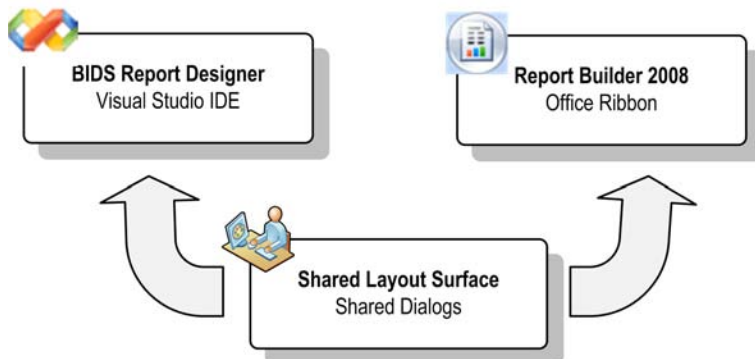 BIDS Report Designer
Visual Studio IDE
Report Builder 2008
Office Ribbon
Shared Layout Surface
Shared Dialogs